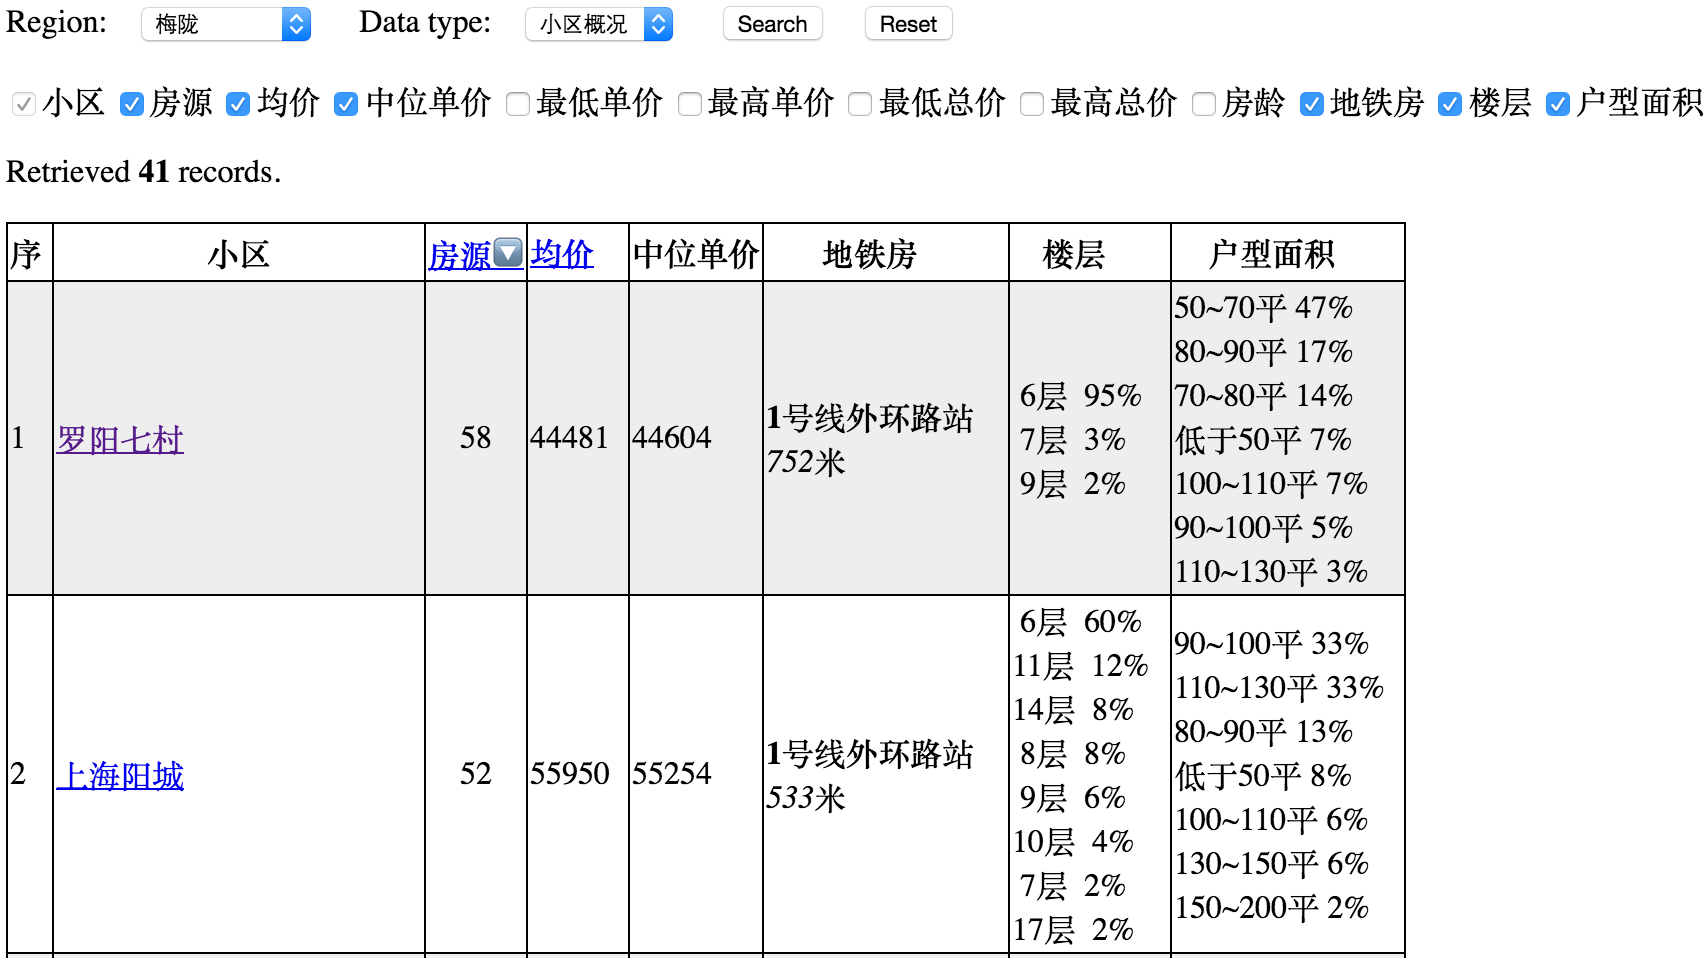 Region: 梅陇 Data type: 小区概况 Search Reset
小区 房源 均价 中位单价 最低单价 最高单价 最低总价 最高总价 房龄 地铁房 楼层 户型面积
Retrieved 41 records.
序 小区 房源 均价 中位单价 地铁房 楼层 户型面积
1
罗阳七村
58
44481
44604
1号线外环路站
752米
6层 95%
7层 3%
9层 2%
50~70平 47%
80~90平 17%
70~80平 14%
低于50平 7%
100~110平 7%
90~100平 5%
110~130平 3%
2
上海阳城
52
55950
55254
1号线外环路站
533米
6层 60%
11层 12%
14层 8%
8层 8%
9层 6%
10层 4%
7层 2%
17层 2%
90~100平 33%
110~130平 33%
80~90平 13%
低于50平 8%
100~110平 6%
130~150平 6%
150~200平 2%